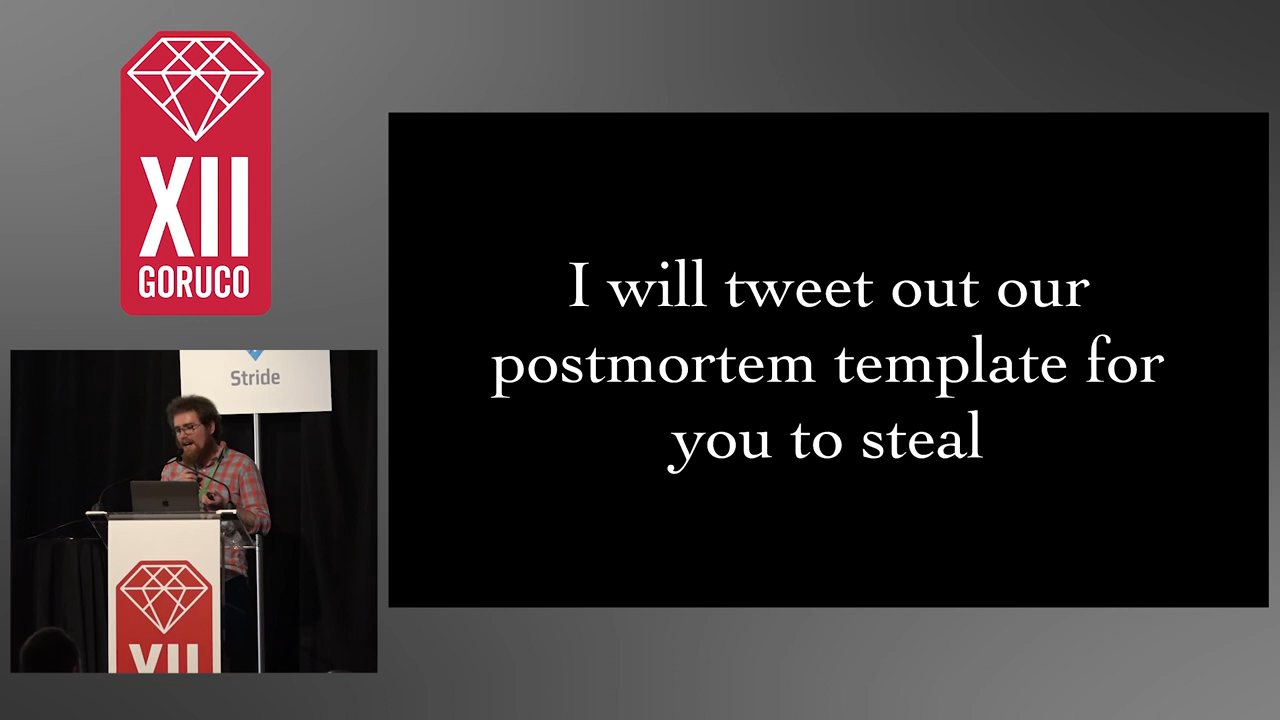 XII
GORUCO
Stride
XII
I will tweet out our
postmortem template for
you to steal